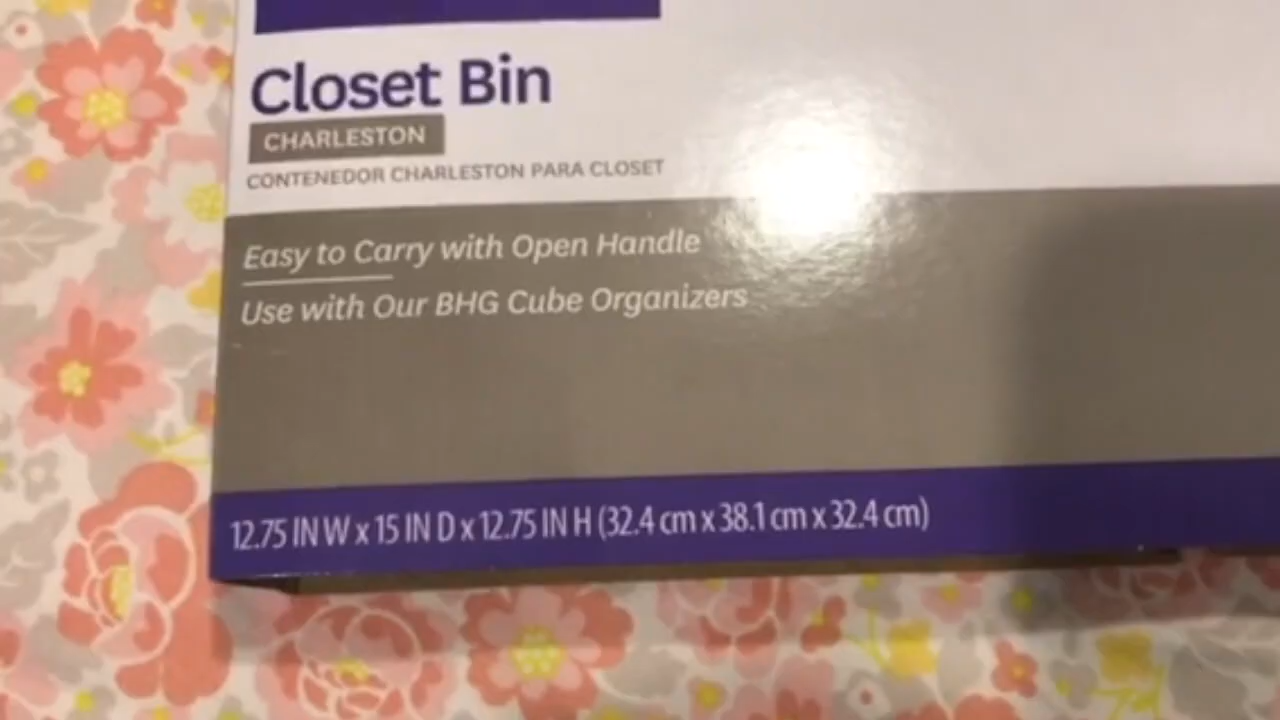 Closet Bin
CHARLESTON
CONTENEDOR CHARLESTON PARA CLOSET
Easy to Carry with Open Handle
Use with Our BHG Cube Organizers
12.75 IN W x 15 IN D x 12.75 IN H (32.4 cm x 38.1 cm x 32.4 cm)